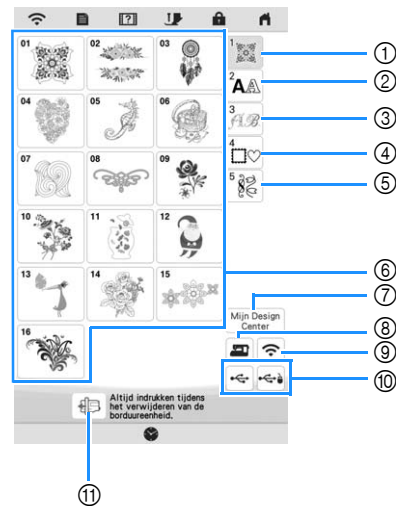 01 02 03
04 05 06
07 08 09
10 11 12
13 14 15
16
1
2 AA
3 AB
4
5
Mijn Design
Center
Altijd indrukken tijdens
het verwijderen van de
borduureenheid.
①
②
③
④
⑤
⑥
⑦
⑧
⑨
⑩
⑪